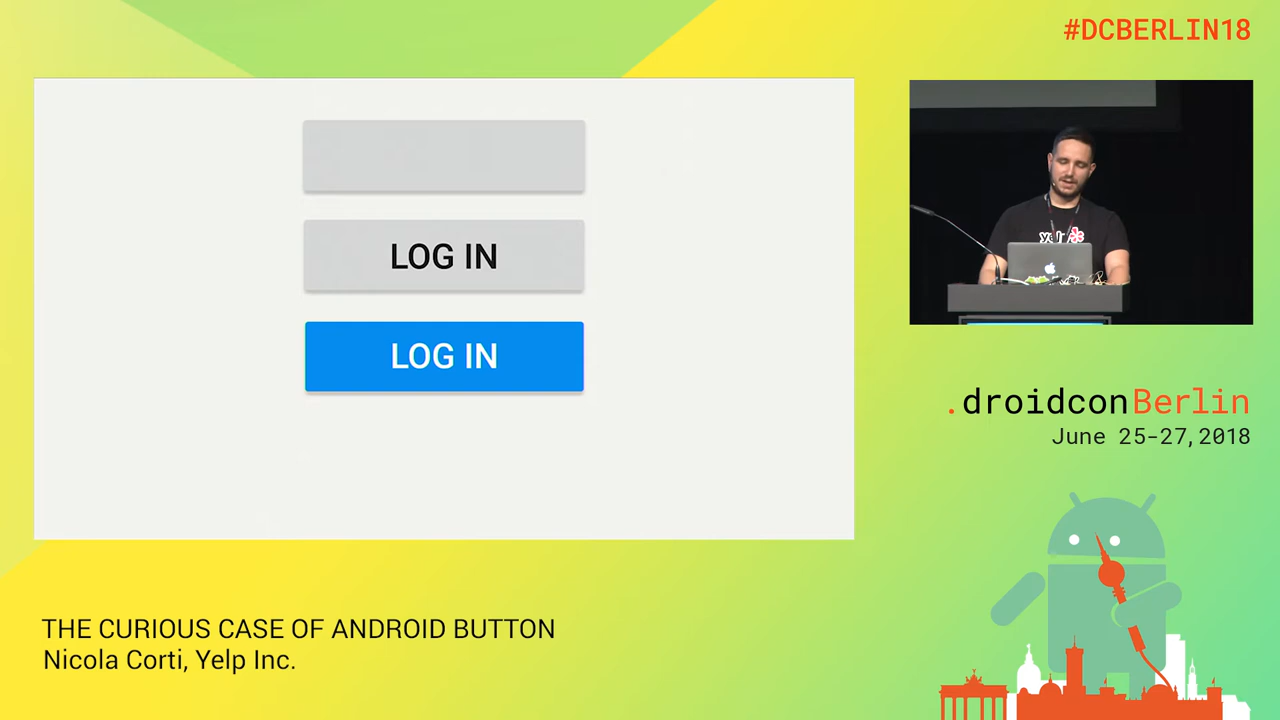 #DCBERLIN18
LOG IN
LOG IN
yelp
.droidconBerlin
June 25-27,2018
THE CURIOUS CASE OF ANDROID BUTTON
Nicola Corti, Yelp Inc.